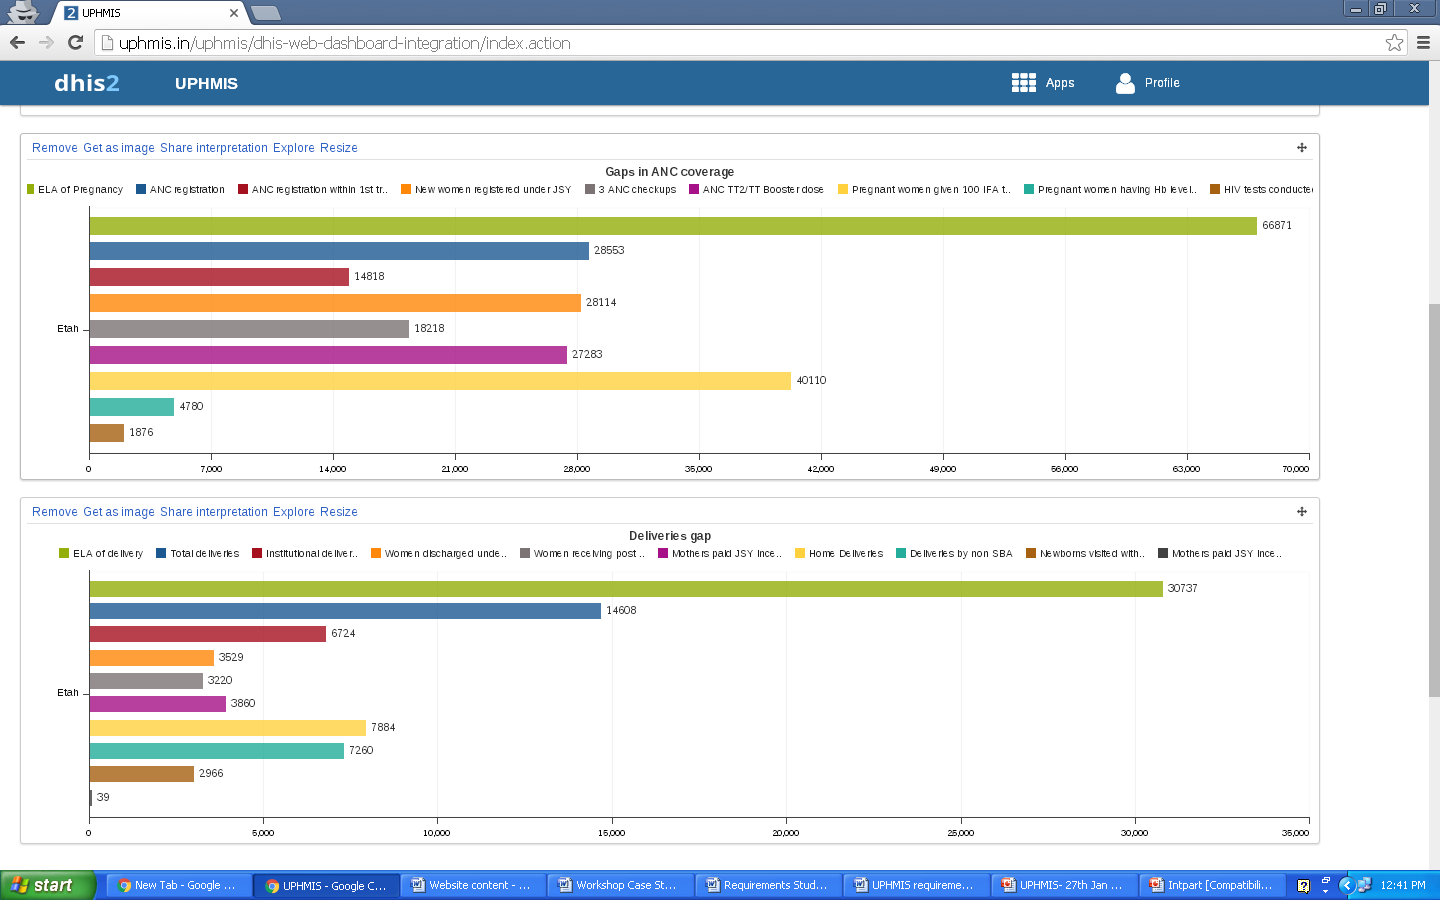 UPHMIS
uphmis.in/uphmis/dhis-web-dashboard-integration/index.action
dhis2 UPHMIS Apps Profile
Remove Get as image Share interpretation Explore Resize
Gaps in ANC coverage
ELA of Pregnancy ANC registration ANC registration within 1st tr.. New women registered under JSY 3 ANC checkups ANC TT2/TT Booster dose Pregnant women given 100 IFA t.. Pregnant women having Hb level.. HIV tests conducted
66871
28553
14818
28114
18218
Etah
27283
40110
4780
1876
0 7,000 14,000 21,000 28,000 35,000 42,000 49,000 56,000 63,000 70,000
Remove Get as image Share interpretation Explore Resize
Deliveries gap
ELA of delivery Total deliveries Institutional deliver.. Women discharged unde.. Women receiving post .. Mothers paid JSY Ince.. Home Deliveries Deliveries by non SBA Newborns visited with.. Mothers paid JSY Ince..
30737
14608
6724
3529
3220
Etah
3860
7884
7260
2966
39
0 5,000 10,000 15,000 20,000 25,000 30,000 35,000
start New Tab - Google ... UPHMIS - Google C... Website content - ... Workshop Case St... Requirements Stud... UPHMIS requireme... UPHMIS- 27th Jan ... Intpart [Compatibili... 12:41 PM